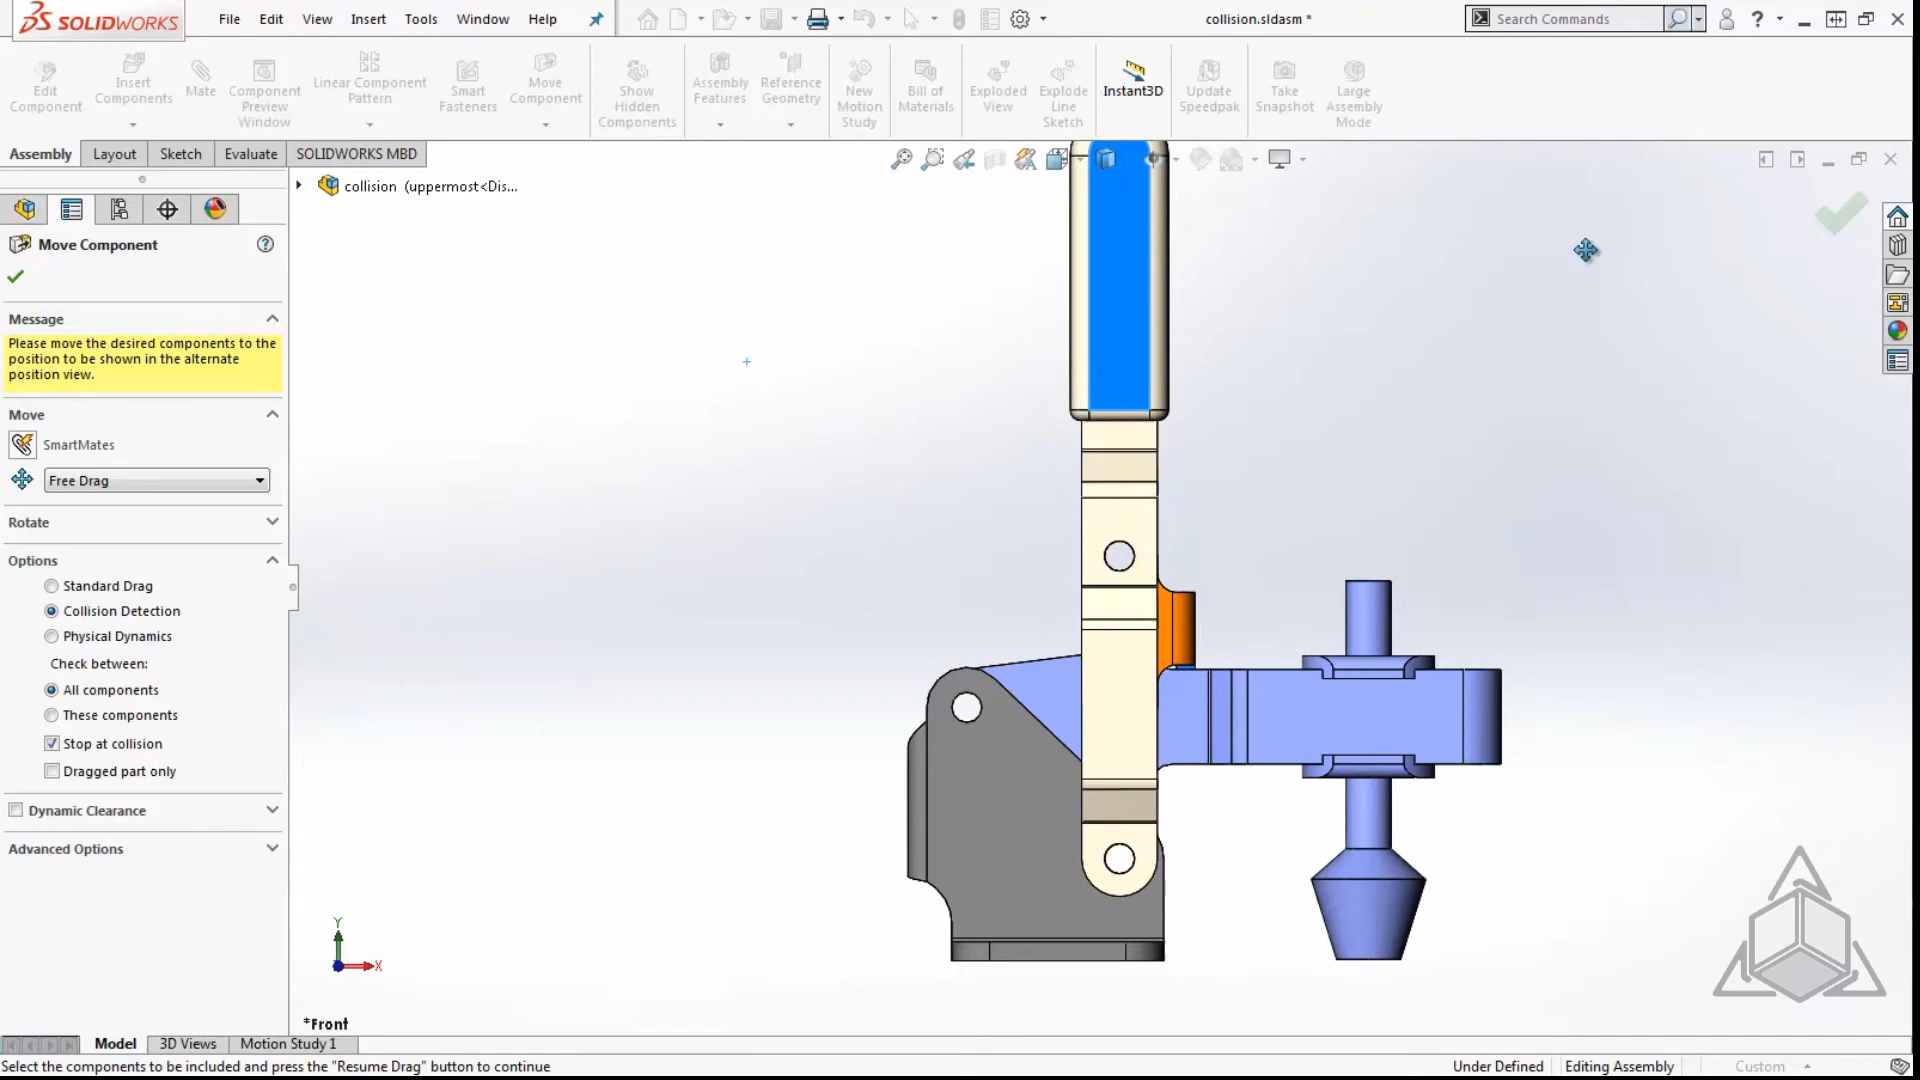 SOLIDWORKS
File Edit View Insert Tools Window Help
collision.sldasm *
Search Commands
?
Edit Component
Insert Components
Mate
Component Preview Window
Linear Component Pattern
Smart Fasteners
Move Component
Show Hidden Components
Assembly Features
Reference Geometry
New Motion Study
Bill of Materials
Exploded View
Explode Line Sketch
Instant3D
Update Speedpak
Take Snapshot
Large Assembly Mode
Assembly Layout Sketch Evaluate SOLIDWORKS MBD
collision (uppermost<Dis...
Move Component
?
Message
Please move the desired components to the
position to be shown in the alternate
position view.
Move
SmartMates
Free Drag
Rotate
Options
Standard Drag
Collision Detection
Physical Dynamics
Check between:
All components
These components
Stop at collision
Dragged part only
Dynamic Clearance
Advanced Options
Y
X
*Front
Model 3D Views Motion Study 1
Select the components to be included and press the "Resume Drag" button to continue
Under Defined Editing Assembly Custom